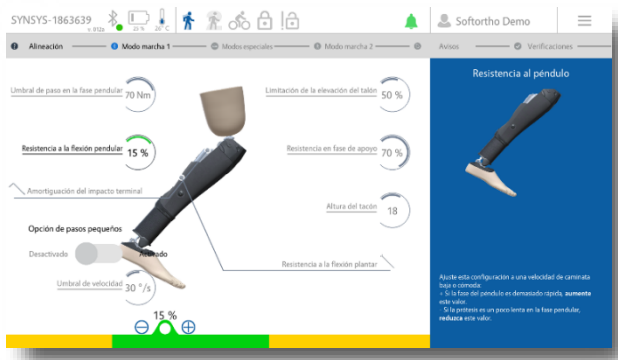 SYNSYS-1863639
v. 912b
20 %
26° C
Softortho Demo
Alineación
Modo marcha 1
Modos especiales
Modo marcha 2
Avisos
Verificaciones
Umbral de paso en la fase pendular
70 Nm
Limitación de la elevación del talón
50 %
Resistencia a la flexión pendular
15 %
Resistencia en fase de apoyo
70 %
Amortiguación del impacto terminal
Altura del tacón
18
Opción de pasos pequeños
Desactivado
Activado
Resistencia a la flexión plantar
Umbral de velocidad
30 °/s
15 %
Resistencia al péndulo
Ajuste esta configuración a una velocidad de caminata
baja o cómoda:
- Si la fase del péndulo es demasiado rápida, aumente
este valor.
Si la prótesis es un poco lenta en la fase pendular,
reduzca este valor.